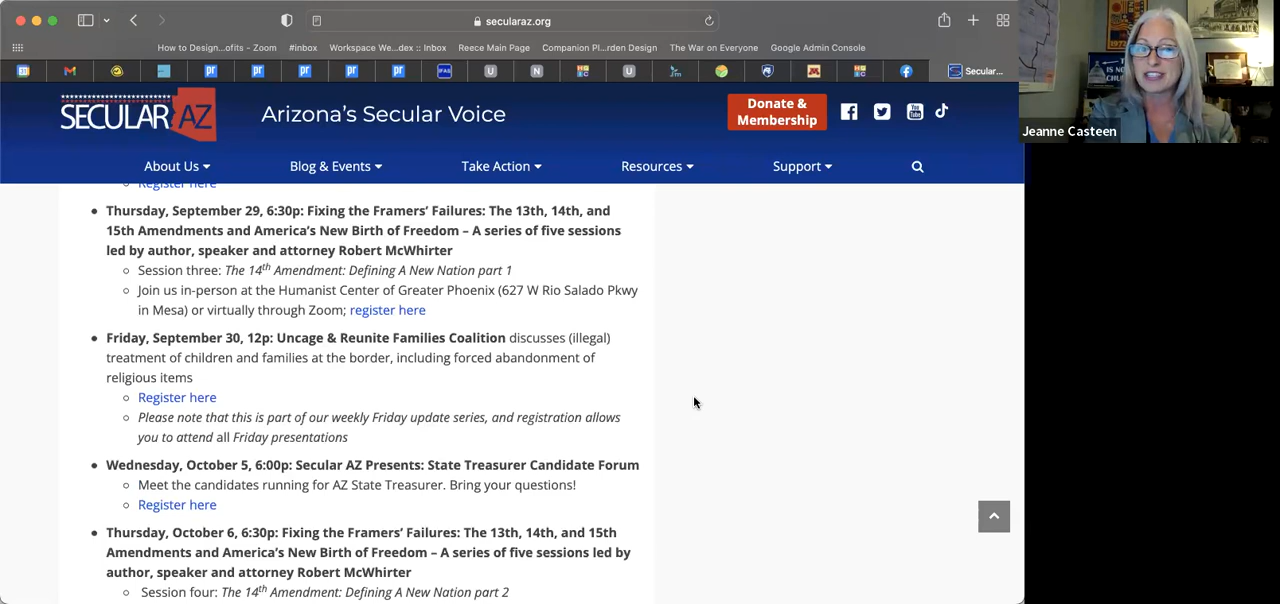 secularaz.org
How to Design...ofits - Zoom #Inbox Workspace We...dex :: Inbox Reece Main Page Companion Pl...rden Design The War on Everyone Google Admin Console
pr pr pr pr pr IFAS U N U Secular...
SECULAR AZ Arizona's Secular Voice Donate &
Membership
You Tube
About Us Blog & Events Take Action Resources Support
Register here
• Thursday, September 29, 6:30p: Fixing the Framers' Failures: The 13th, 14th, and
15th Amendments and America's New Birth of Freedom – A series of five sessions
led by author, speaker and attorney Robert McWhirter
Session three: The 14th Amendment: Defining A New Nation part 1
Join us in-person at the Humanist Center of Greater Phoenix (627 W Rio Salado Pkwy
in Mesa) or virtually through Zoom; register here
• Friday, September 30, 12p: Uncage & Reunite Families Coalition discusses (illegal)
treatment of children and families at the border, including forced abandonment of
religious items
Register here
Please note that this is part of our weekly Friday update series, and registration allows
you to attend all Friday presentations
• Wednesday, October 5, 6:00p: Secular AZ Presents: State Treasurer Candidate Forum
Meet the candidates running for AZ State Treasurer. Bring your questions!
Register here
• Thursday, October 6, 6:30p: Fixing the Framers' Failures: The 13th, 14th, and 15th
Amendments and America's New Birth of Freedom – A series of five sessions led by
author, speaker and attorney Robert McWhirter
Session four: The 14th Amendment: Defining A New Nation part 2
Jeanne Casteen